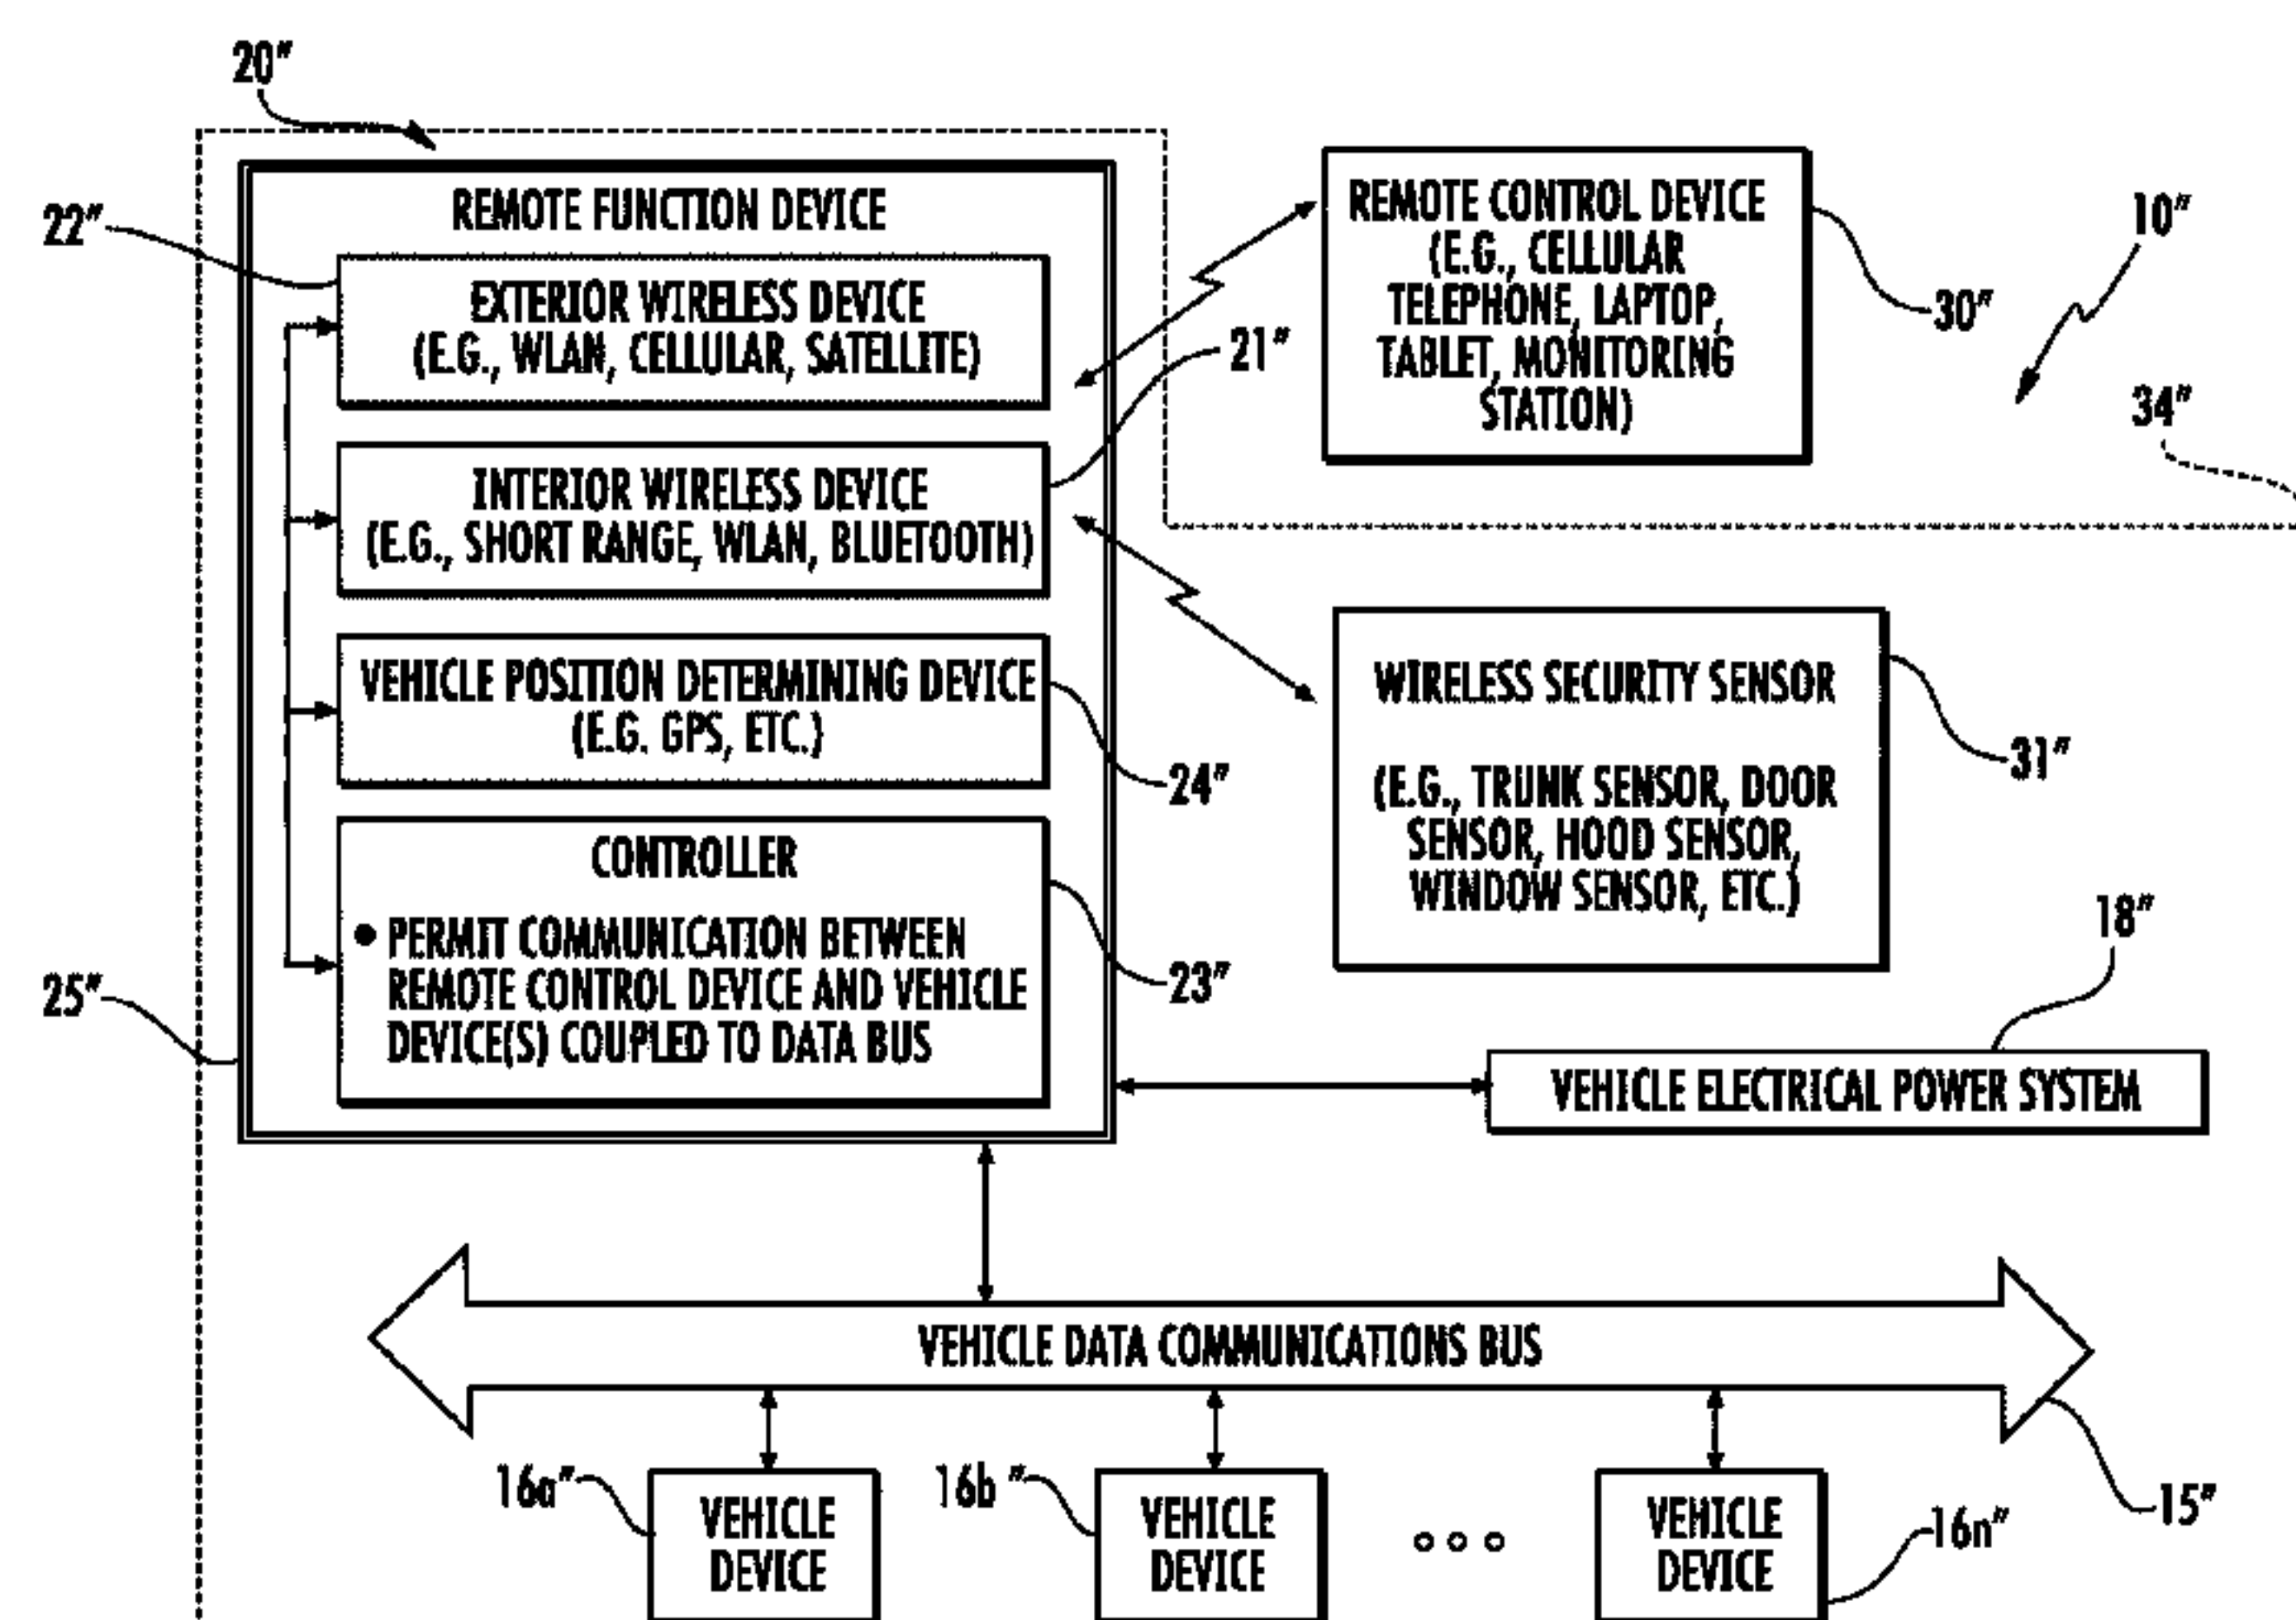 20"
REMOTE FUNCTION DEVICE
22"
EXTERIOR WIRELESS DEVICE
(E.G., WLAN, CELLULAR, SATELLITE)
21"
INTERIOR WIRELESS DEVICE
(E.G., SHORT RANGE, WLAN, BLUETOOTH)
VEHICLE POSITION DETERMINING DEVICE
(E.G. GPS, ETC.)
24"
CONTROLLER
● PERMIT COMMUNICATION BETWEEN
REMOTE CONTROL DEVICE AND VEHICLE
DEVICE(S) COUPLED TO DATA BUS
23"
25"
REMOTE CONTROL DEVICE
(E.G., CELLULAR
TELEPHONE, LAPTOP,
TABLET, MONITORING
STATION)
30"
10"
34"
WIRELESS SECURITY SENSOR
(E.G., TRUNK SENSOR, DOOR
SENSOR, HOOD SENSOR,
WINDOW SENSOR, ETC.)
31"
18"
VEHICLE ELECTRICAL POWER SYSTEM
VEHICLE DATA COMMUNICATIONS BUS
15"
16a"
VEHICLE
DEVICE
16b"
VEHICLE
DEVICE
VEHICLE
DEVICE
16n"